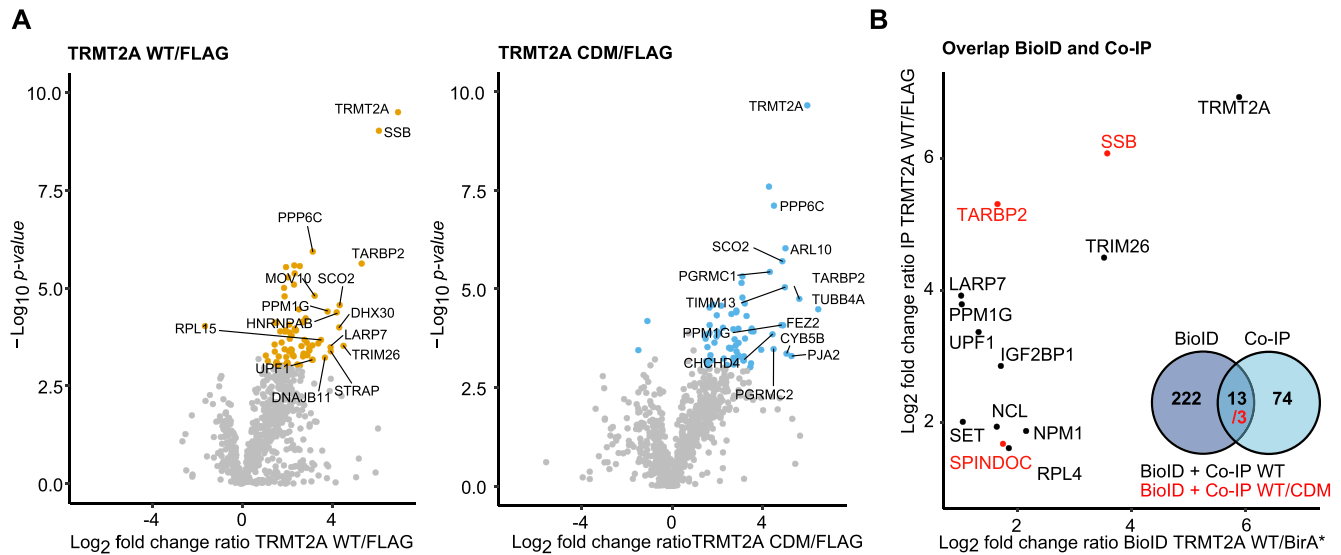 A
TRMT2A WT/FLAG
10.0
7.5
5.0
2.5
0.0
-4
0
4
−Log10 p-value
Log2 fold change ratio TRMT2A WT/FLAG
TRMT2A
SSB
PPP6C
TARBP2
MOV10
SCO2
PPM1G
DHX30
HNRNPAB
RPL15
LARPP7
TRIM26
UPF1
STRAP
DNAJB11
TRMT2A CDM/FLAG
10.0
7.5
5.0
2.5
0.0
-4
0
4
−Log10 p-value
Log2 fold change ratioTRMT2A CDM/FLAG
TRMT2A
PPP6C
SCO2
ARL10
PGRMC1
TARBP2
TIMM13
TUBB4A
PPM1G
FEZ2
CYB5B
CHCHD4
PJA2
PGRMC2
B
Overlap BioID and Co-IP
Log2 fold change ratio IP TRMT2A WT/FLAG
6
4
2
2
4
6
Log2 fold change ratio BioID TRMT2A WT/BirA*
TRMT2A
SSB
TARBP2
TRIM26
LARP7
PPM1G
UPF1
IGF2BP1
NCL
SET
NPM1
SPINDOC
RPL4
BioID
Co-IP
222
13
/3
74
BioID + Co-IP WT
BioID + Co-IP WT/CDM